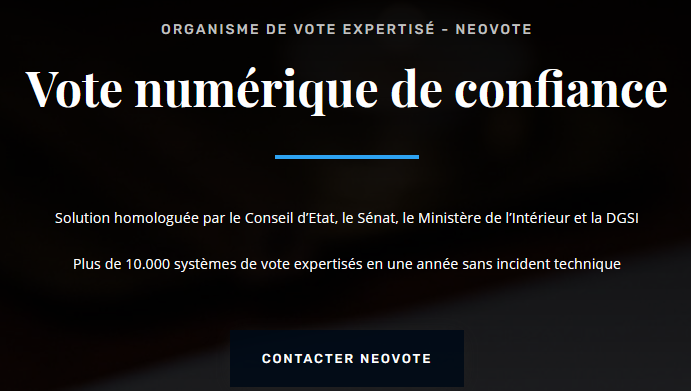 ORGANISME DE VOTE EXPERTISÉ - NEOVOTE
Vote numérique de confiance
Solution homologuée par le Conseil d'Etat, le Sénat, le Ministère de l'Intérieur et la DGSI
Plus de 10.000 systèmes de vote expertisés en une année sans incident technique
CONTACTER NEOVOTE